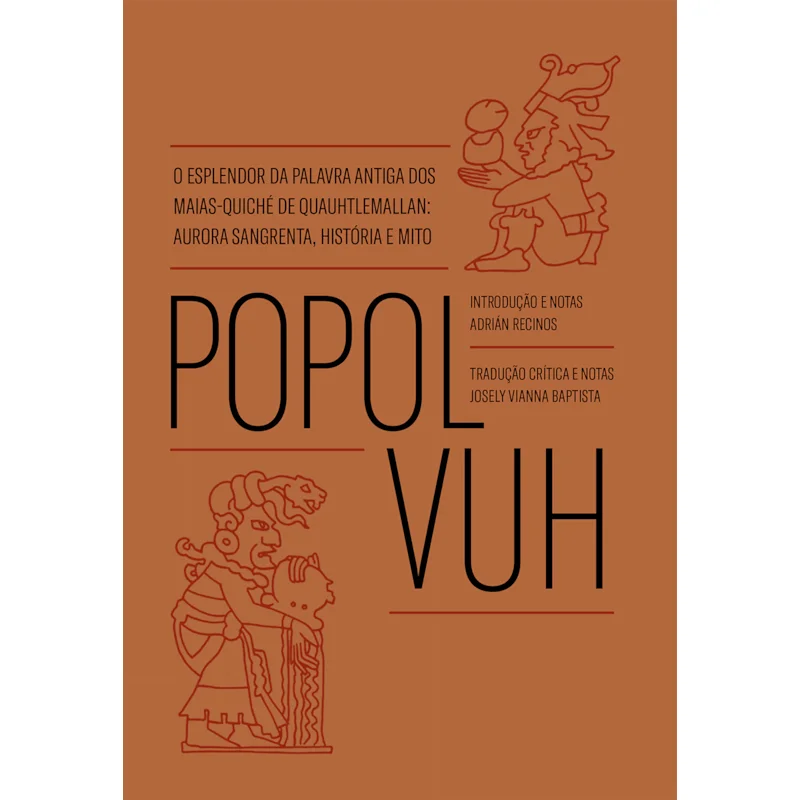 O ESPLENDOR DA PALAVRA ANTIGA DOS
MAIAS-QUICHÉ DE QUAUHTLEMALLAN:
AURORA SANGRENTA, HISTÓRIA E MITO
POPOL
VUH
INTRODUÇÃO E NOTAS
ADRIÁN RECINOS
TRADUÇÃO CRÍTICA E NOTAS
JOSELY VIANNA BAPTISTA